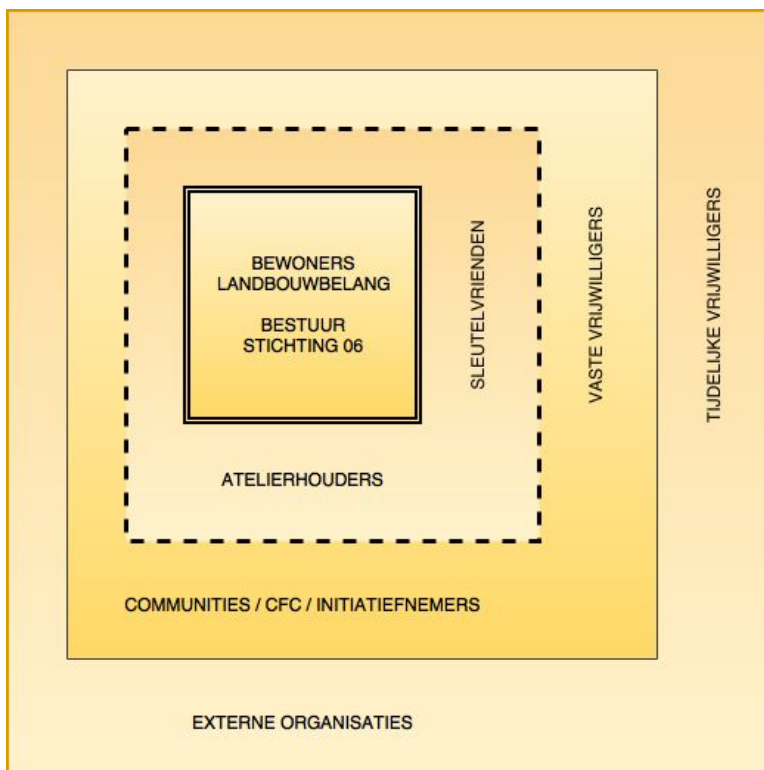 BEWONERS
LANDBOUWBELANG
BESTUUR
STICHTING 06
SLEUTELVRIENDEN
ATELIERHOUDERS
VASTE VRIJWILLIGERS
COMMUNITIES / CFC / INITIATIEFNEMERS
TIJDELIJKE VRIJWILLIGERS
EXTERNE ORGANISATIES